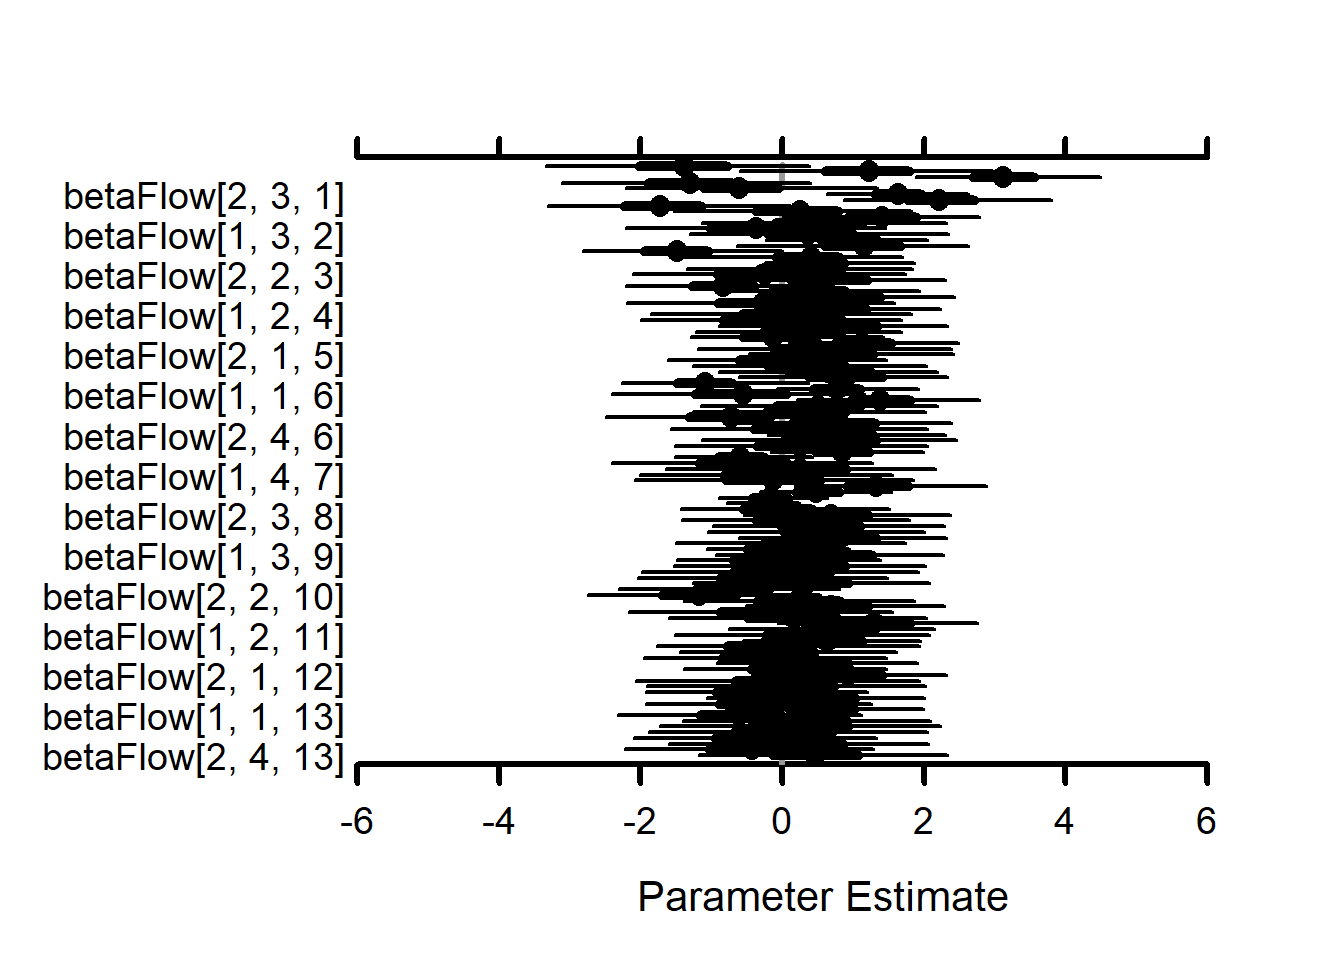 betaFlow[2, 3, 1]
betaFlow[1, 3, 2]
betaFlow[2, 2, 3]
betaFlow[1, 2, 4]
betaFlow[2, 1, 5]
betaFlow[1, 1, 6]
betaFlow[2, 4, 6]
betaFlow[1, 4, 7]
betaFlow[2, 3, 8]
betaFlow[1, 3, 9]
betaFlow[2, 2, 10]
betaFlow[1, 2, 11]
betaFlow[2, 1, 12]
betaFlow[1, 1, 13]
betaFlow[2, 4, 13]
-6 -4 -2 0 2 4 6
Parameter Estimate